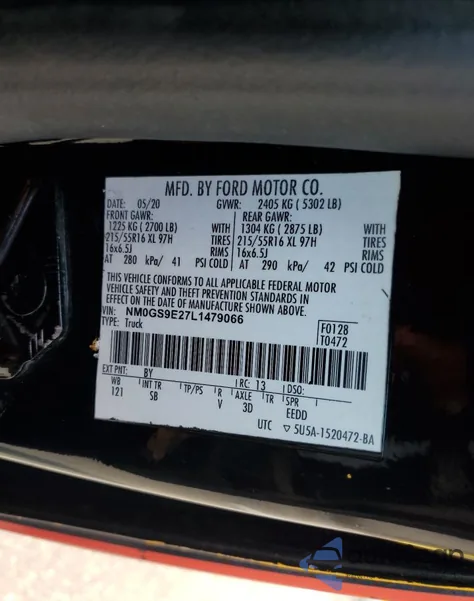 MFD. BY FORD MOTOR CO.
DATE: 05/20 GVWR: 2405 KG ( 5302 LB)
FRONT GAWR: REAR GAWR:
1225 KG ( 2700 LB) 1304 KG ( 2875 LB)
215/55R16 XL 97H TIRES 215/55R16 XL 97H TIRES
16x6.5J RIMS 16x6.5J RIMS
AT 280 kPa/ 41 PSI COLD AT 290 kPa/ 42 PSI COLD
THIS VEHICLE CONFORMS TO ALL APPLICABLE FEDERAL MOTOR
VEHICLE SAFETY AND THEFT PREVENTION STANDARDS IN
EFFECT ON THE DATE OF MANUFACTURE SHOWN ABOVE.
VIN: NM0GS9E27L1479066
TYPE: Truck
F0128
T0472
EXT PNT: BY RC: 13 DSO:
WB INT TR TP/PS R AXLE TR SPR
121 SB V 3D EEDD
UTC ▽ 5U5A-1520472-BA